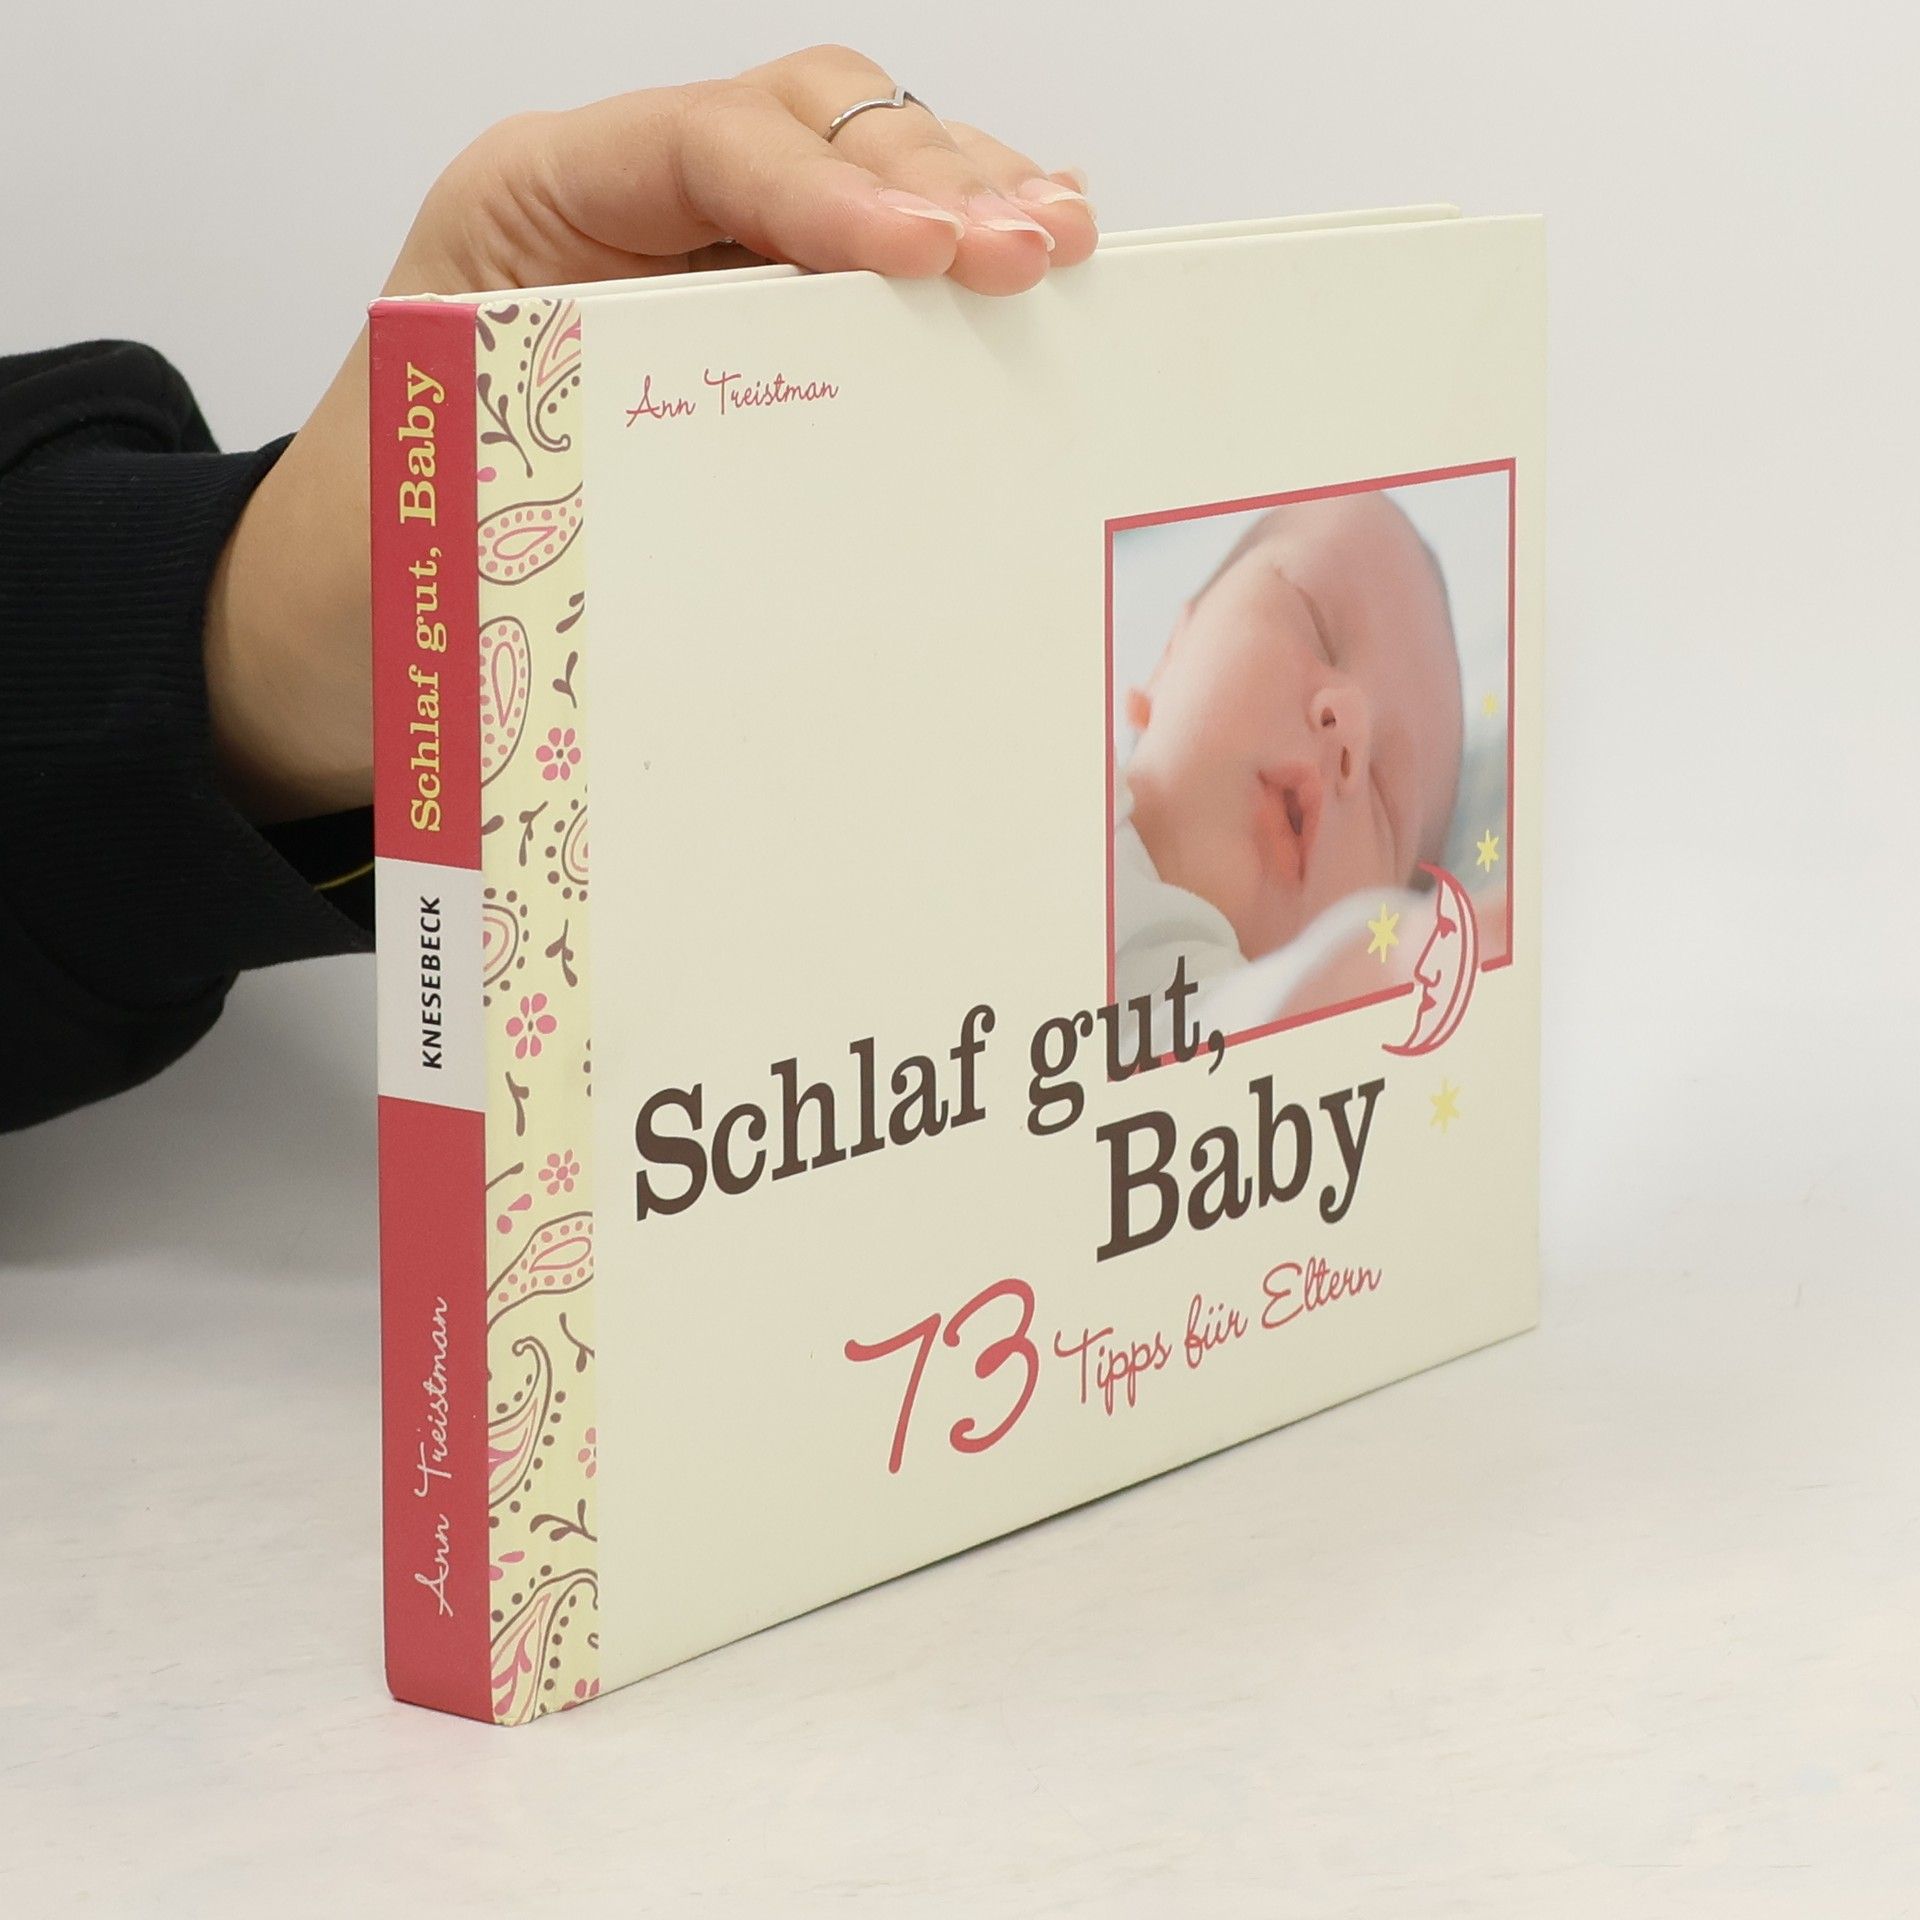 Schlaf gut, Baby
KNESEBECK
Ann Treistman
Ann Treistman
Schlaf gut,
Baby
73 Tipps für Eltern